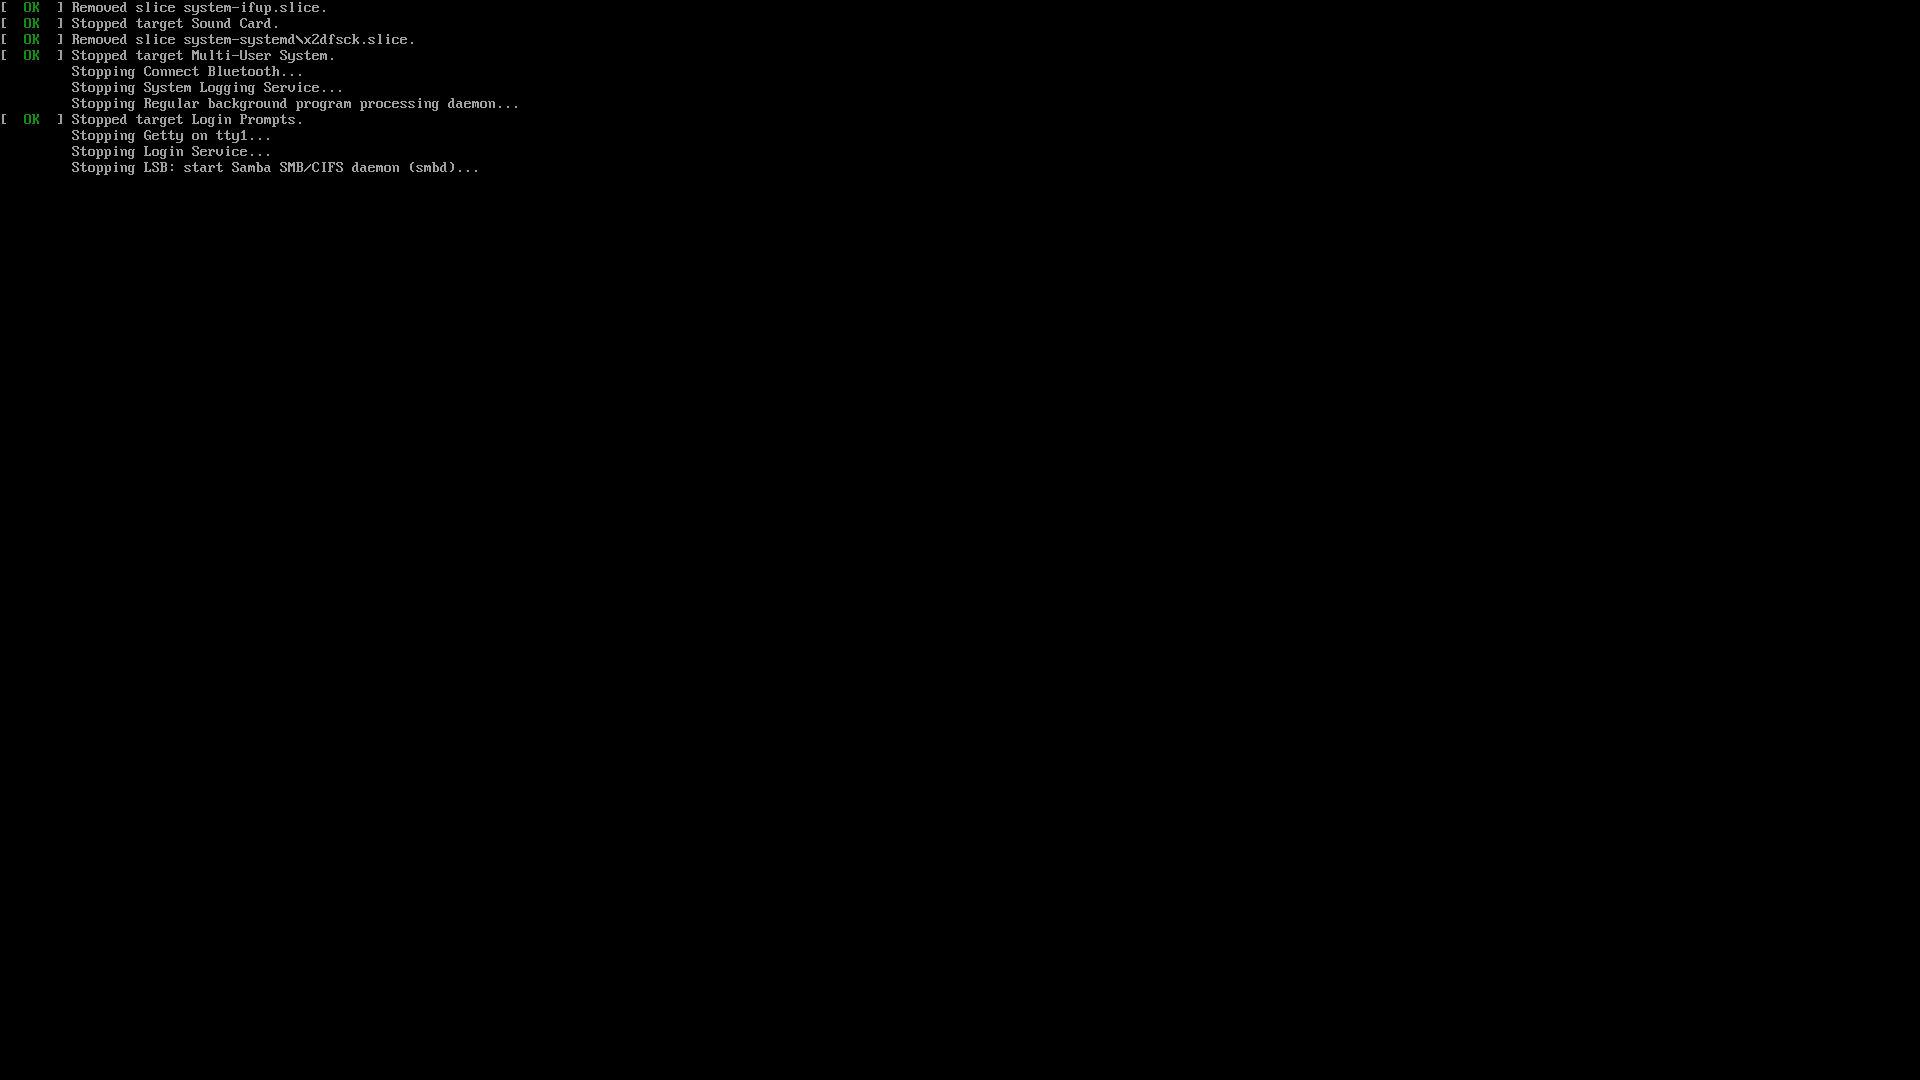 [  OK  ] Removed slice system-ifup.slice.
[  OK  ] Stopped target Sound Card.
[  OK  ] Removed slice system-systemd\x2dfsck.slice.
[  OK  ] Stopped target Multi-User System.
         Stopping Connect Bluetooth...
         Stopping System Logging Service...
         Stopping Regular background program processing daemon...
[  OK  ] Stopped target Login Prompts.
         Stopping Getty on tty1...
         Stopping Login Service...
         Stopping LSB: start Samba SMB/CIFS daemon (smbd)...